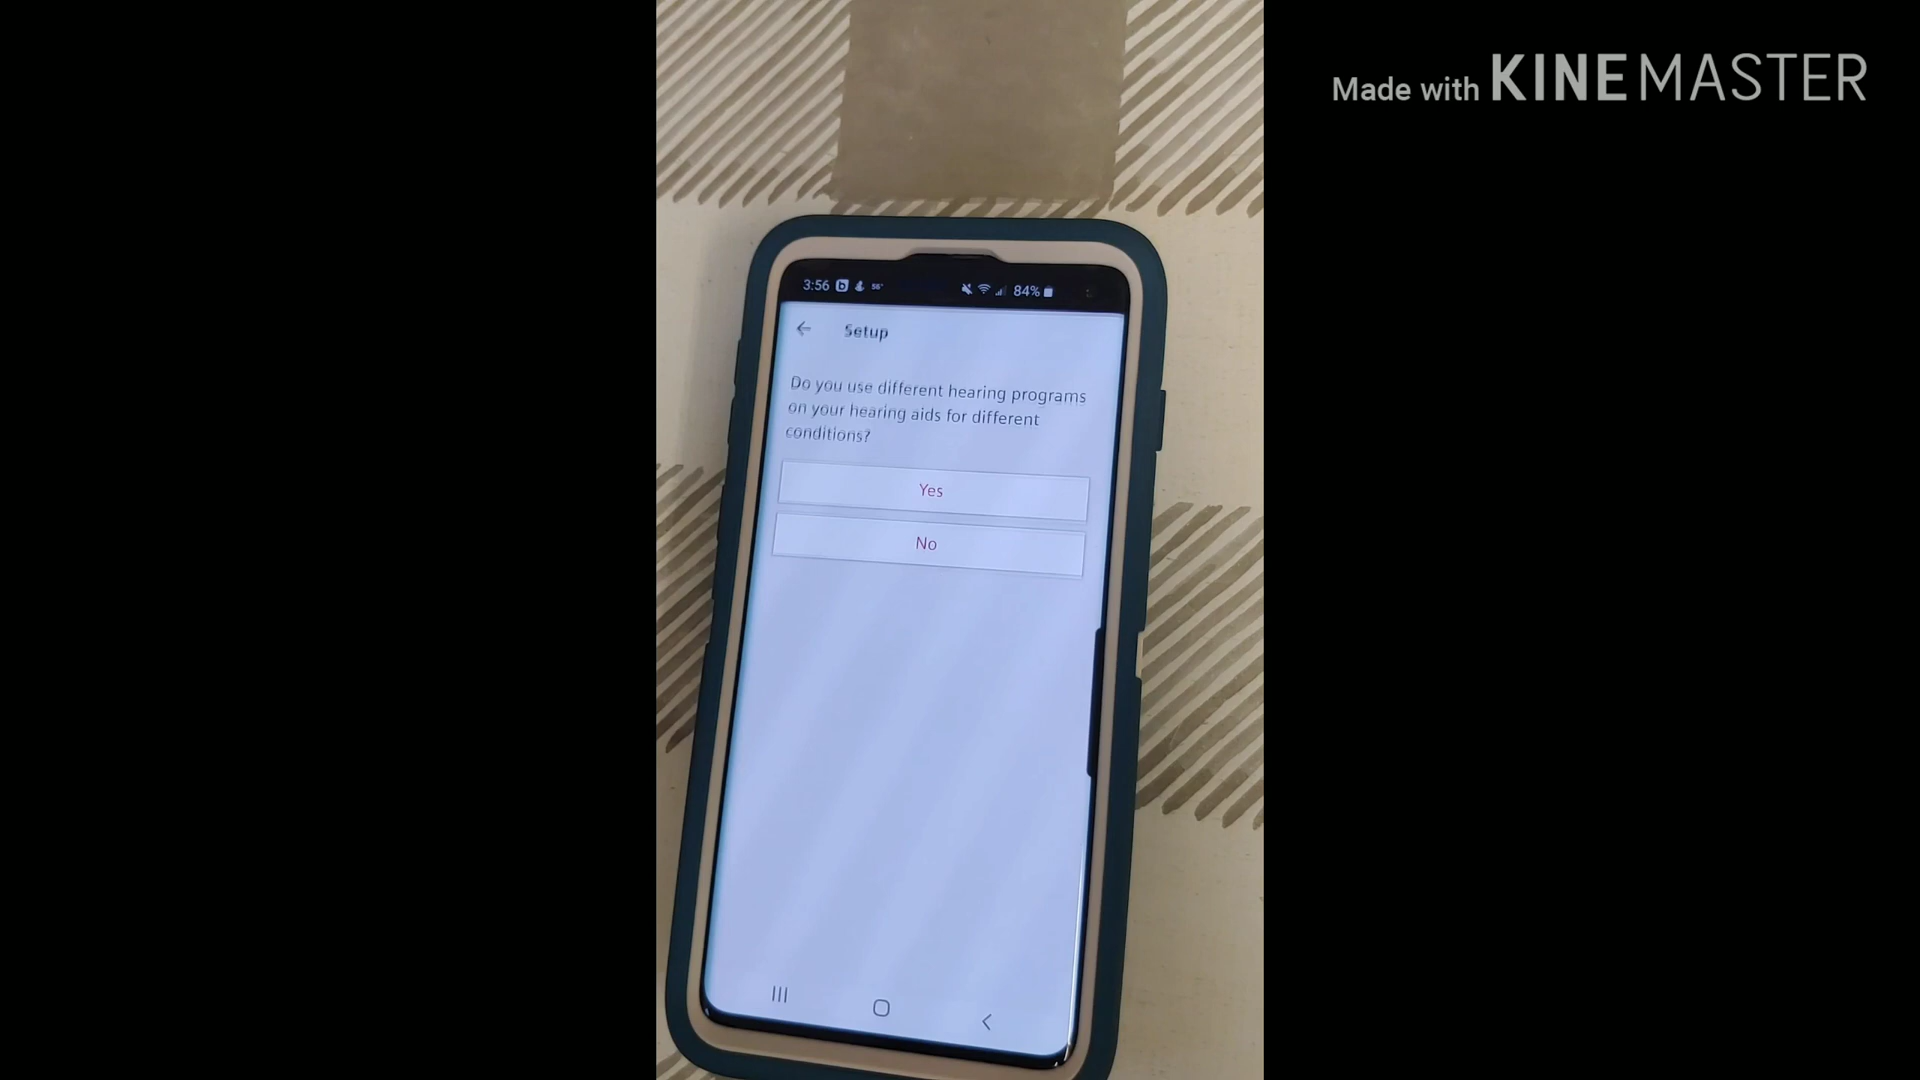 Made with KINEMASTER
3:56 56° 84%
Setup
Do you use different hearing programs
on your hearing aids for different
conditions?
Yes
No